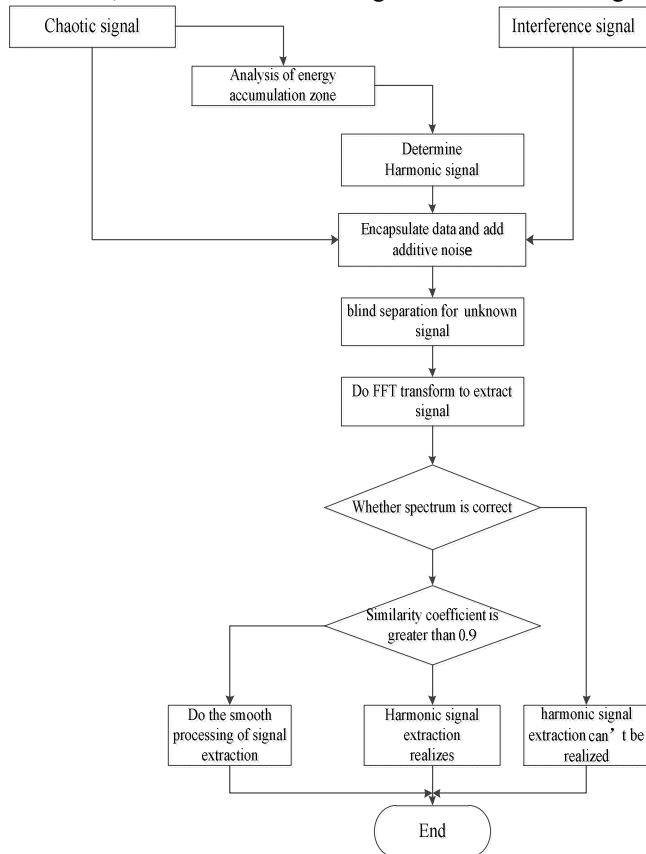 Chaotic signal
Interference signal
Analysis of energy
accumulation zone
Determine
Harmonic signal
Encapsulate data and add
additive noise
blind separation for unknown
signal
Do FFT transform to extract
signal
Whether spectrum is correct
Similarity coefficient is
greater than 0.9
Do the smooth
processing of signal
extraction
Harmonic signal
extraction
realizes
harmonic signal
extraction can't be
realized
End